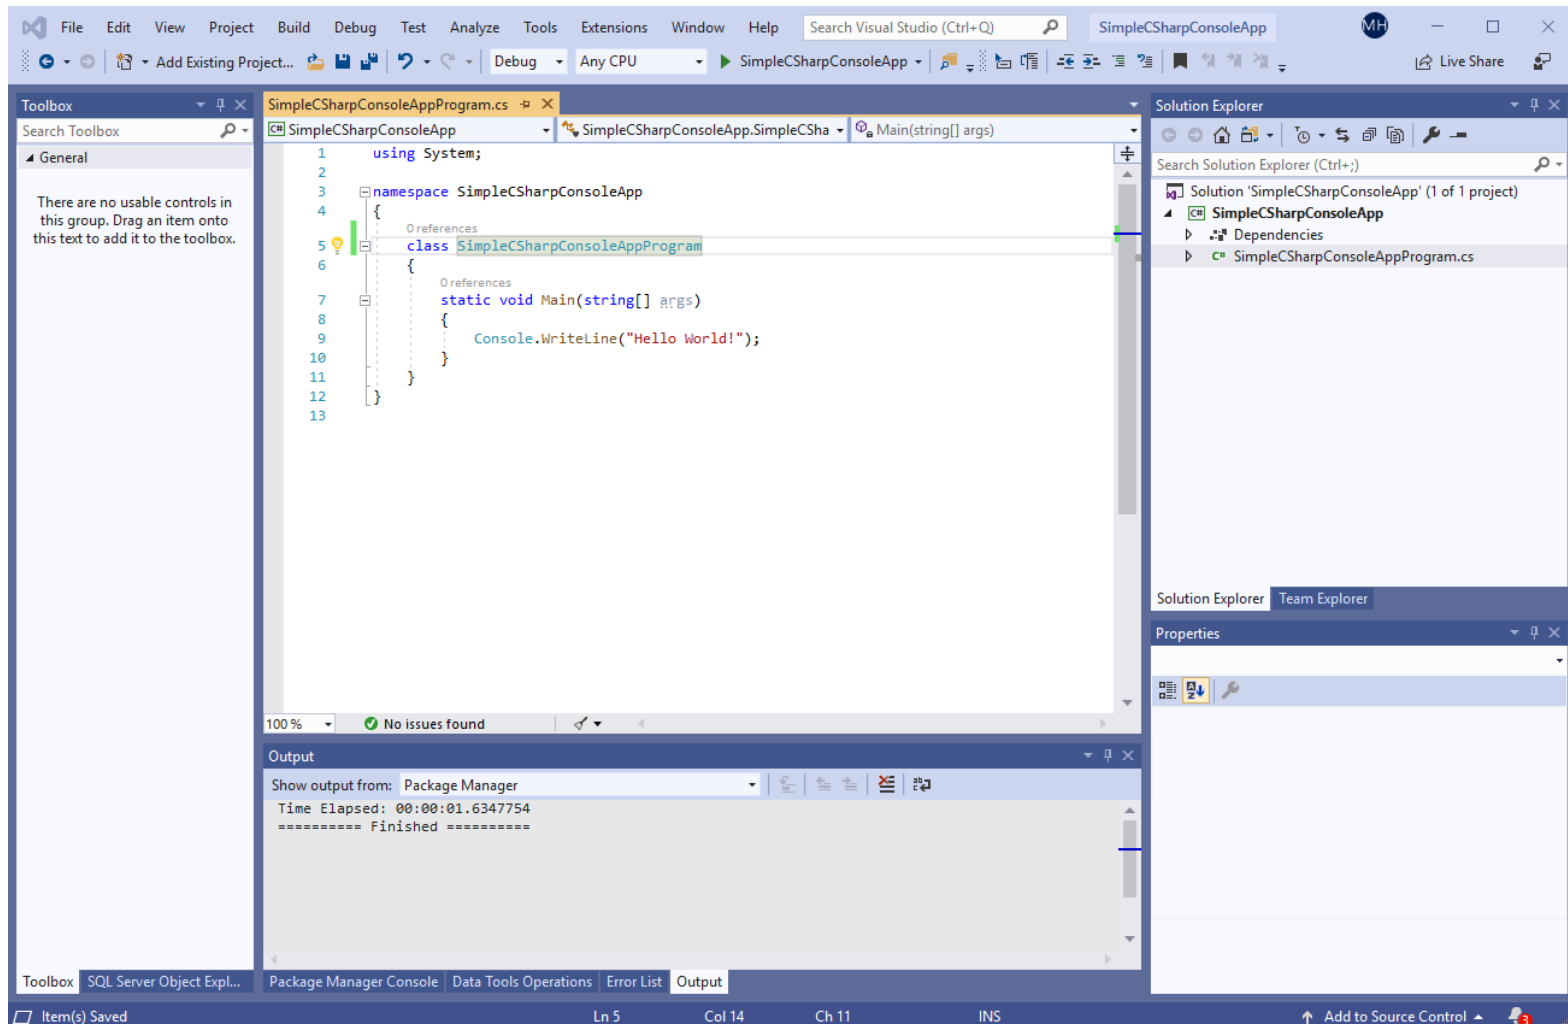 File Edit View Project Build Debug Test Analyze Tools Extensions Window Help Search Visual Studio (Ctrl+Q) SimpleCSharpConsoleApp MH
Add Existing Project... Debug Any CPU SimpleCSharpConsoleApp Live Share
Toolbox
Search Toolbox
General
There are no usable controls in
this group. Drag an item onto
this text to add it to the toolbox.
Toolbox SQL Server Object Expl...
SimpleCSharpConsoleAppProgram.cs
C# SimpleCSharpConsoleApp SimpleCSharpConsoleApp.SimpleCSha Main(string[] args)
1 using System;
2
3 namespace SimpleCSharpConsoleApp
4 {
0 references
5 class SimpleCSharpConsoleAppProgram
6 {
0 references
7 static void Main(string[] args)
8 {
9 Console.WriteLine("Hello World!");
10 }
11 }
12 }
13
100 % No issues found
Output
Show output from: Package Manager
Time Elapsed: 00:00:01.6347754
========== Finished ==========
Package Manager Console Data Tools Operations Error List Output
Solution Explorer
Search Solution Explorer (Ctrl+;)
Solution 'SimpleCSharpConsoleApp' (1 of 1 project)
C# SimpleCSharpConsoleApp
Dependencies
C# SimpleCSharpConsoleAppProgram.cs
Solution Explorer Team Explorer
Properties
Item(s) Saved Ln 5 Col 14 Ch 11 INS Add to Source Control 3